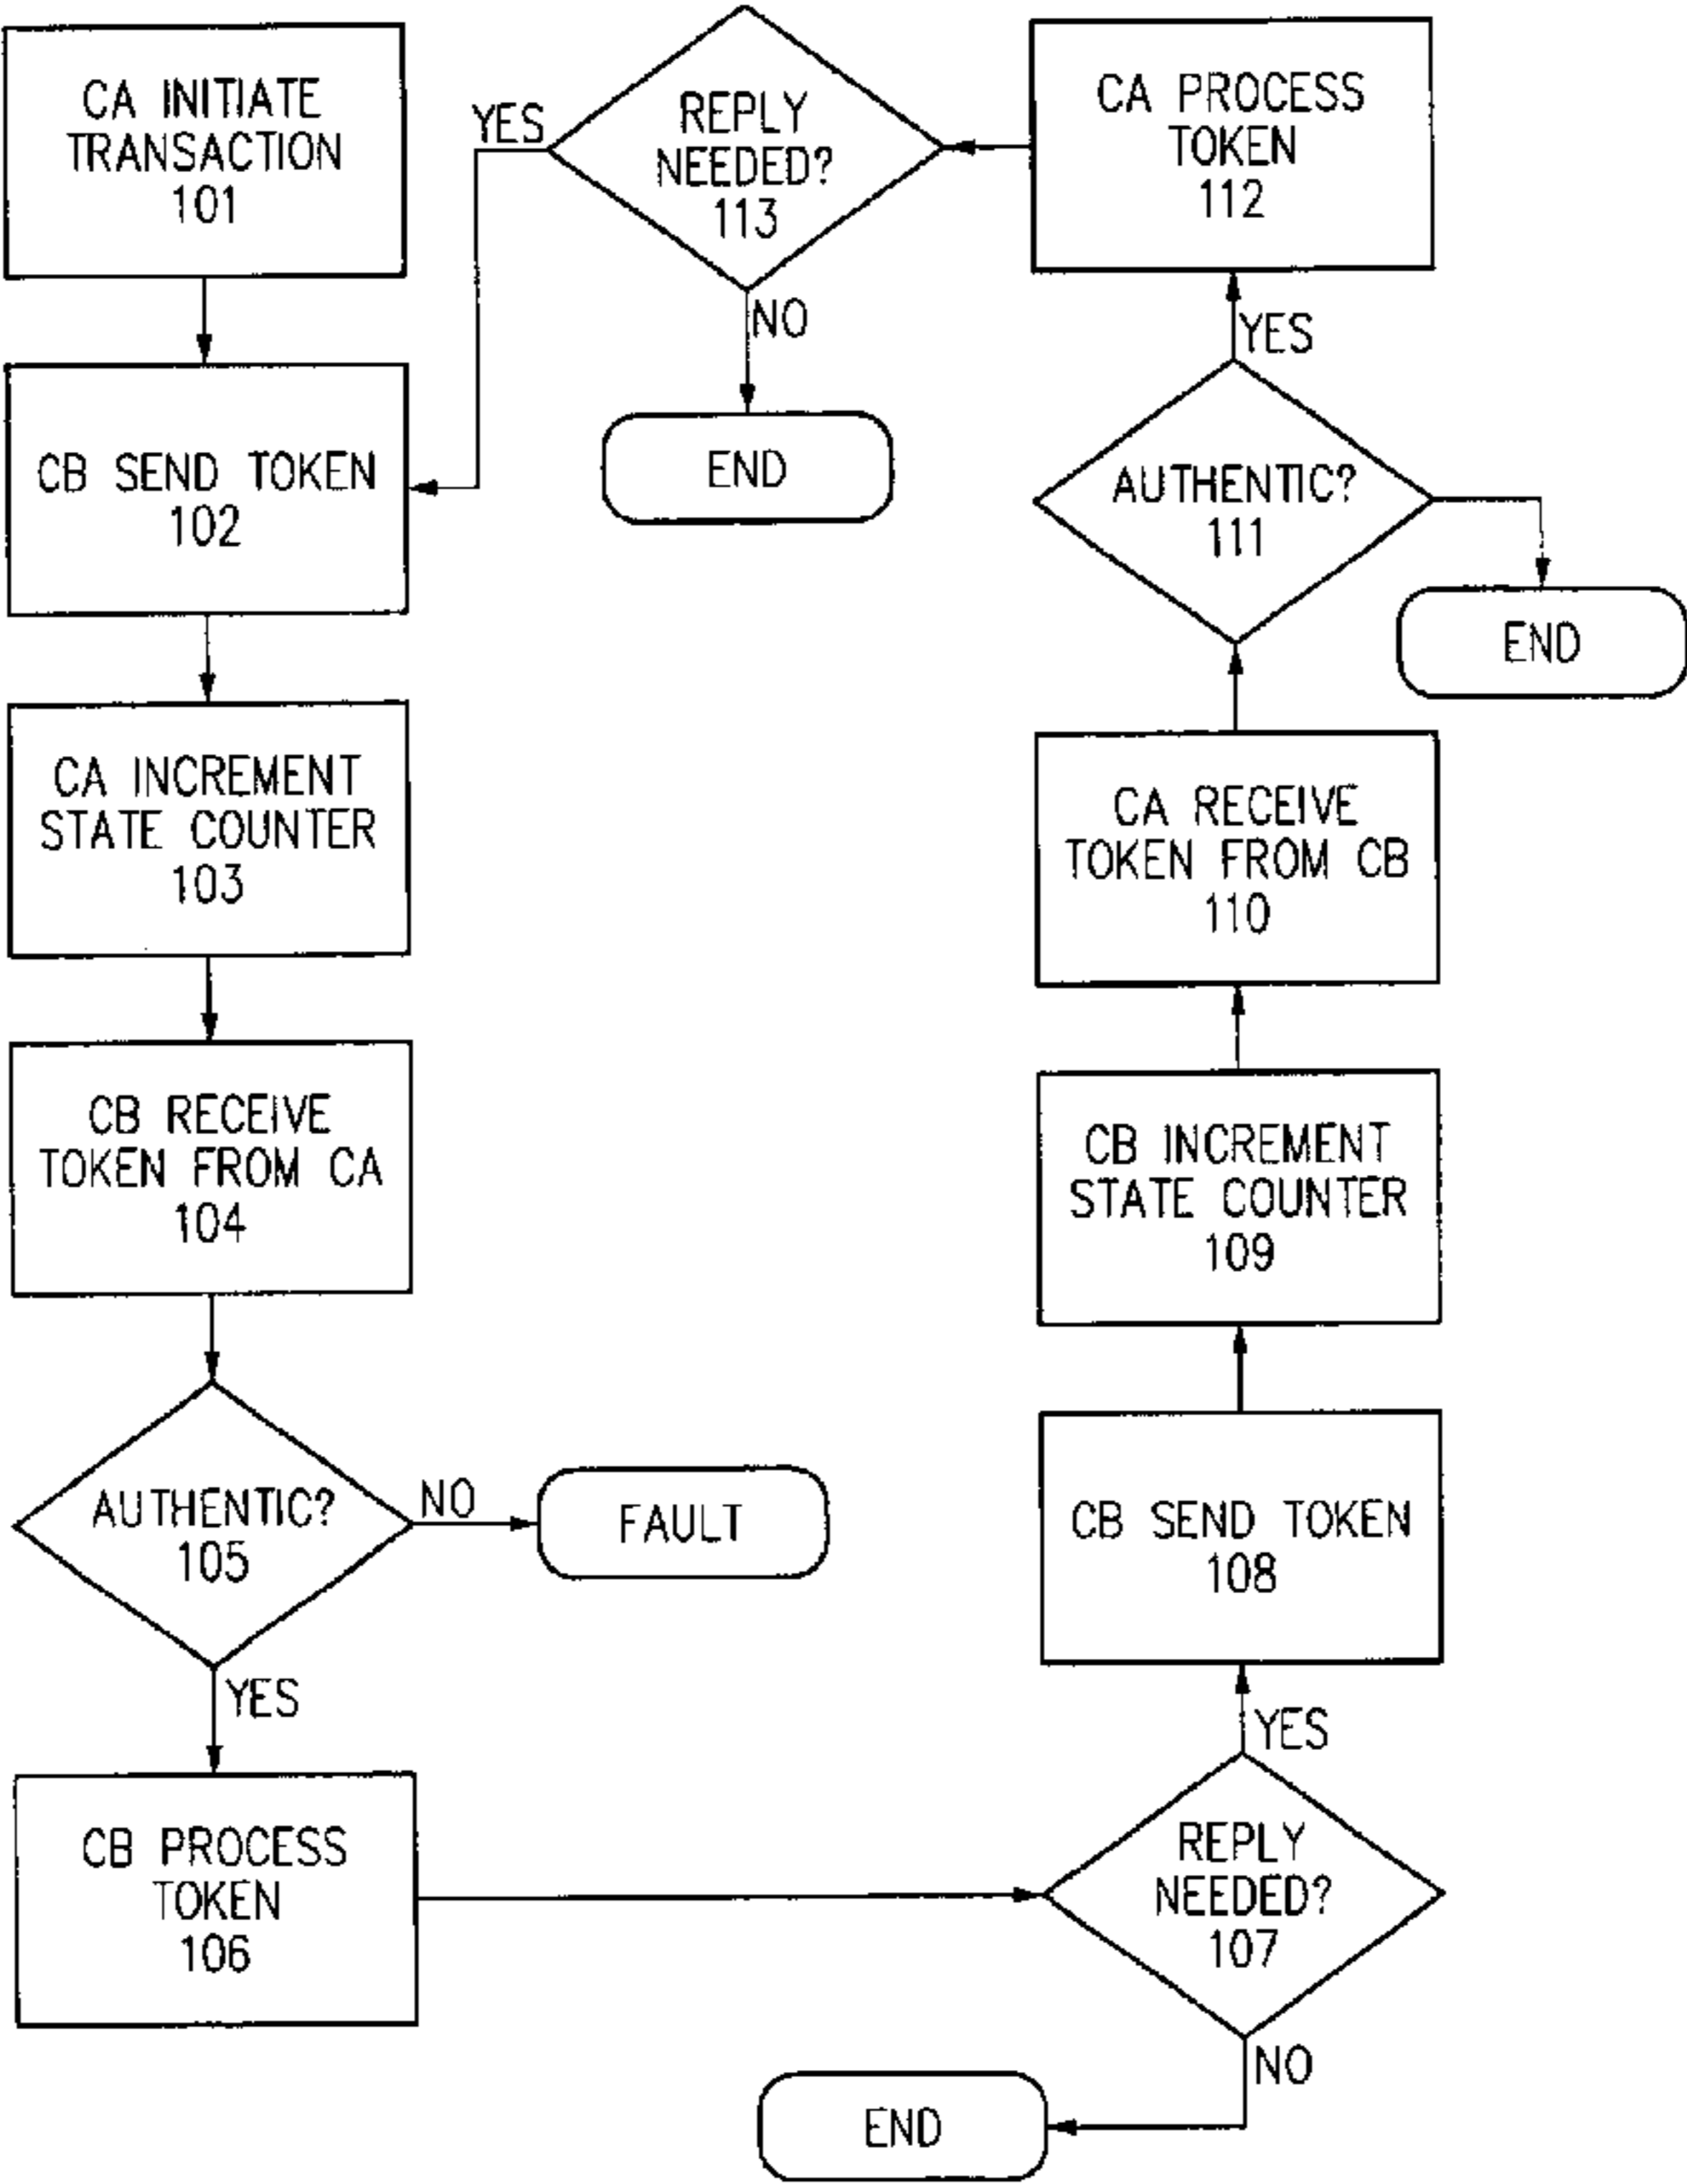 CA INITIATE
TRANSACTION
101
CB SEND TOKEN
102
CA INCREMENT
STATE COUNTER
103
CB RECEIVE
TOKEN FROM CA
104
AUTHENTIC?
105
NO
FAULT
YES
CB PROCESS
TOKEN
106
REPLY
NEEDED?
107
NO
END
YES
CB SEND TOKEN
108
CB INCREMENT
STATE COUNTER
109
CA RECEIVE
TOKEN FROM CB
110
AUTHENTIC?
111
END
YES
CA PROCESS
TOKEN
112
REPLY
NEEDED?
113
YES
NO
END